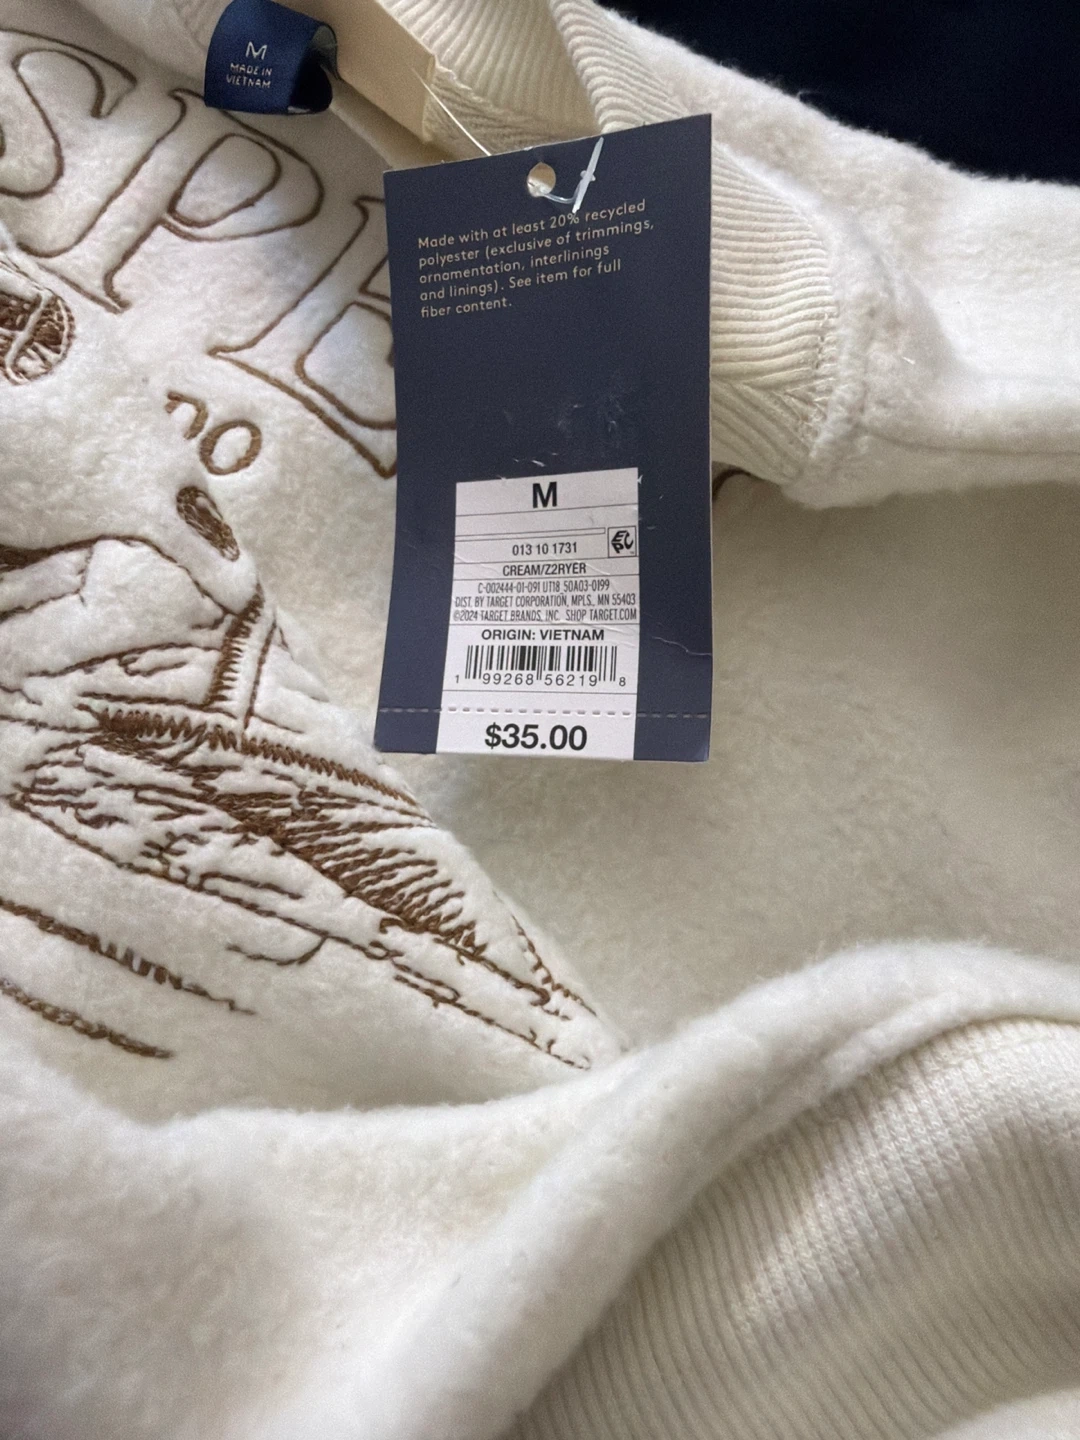 M
MADE IN
VIETNAM
SPE
no
Made with at least 20% recycled
polyester (exclusive of trimmings,
ornamentation, interlinings
and linings). See item for full
fiber content.
M
013 10 1731
CREAM/Z2RYER
C-002444-01-091 UT18 50A03-0199
DIST. BY TARGET CORPORATION, MPLS., MN 55403
©2024 TARGET BRANDS, INC. SHOP TARGET.COM
ORIGIN: VIETNAM
1 99268 56219 8
$35.00